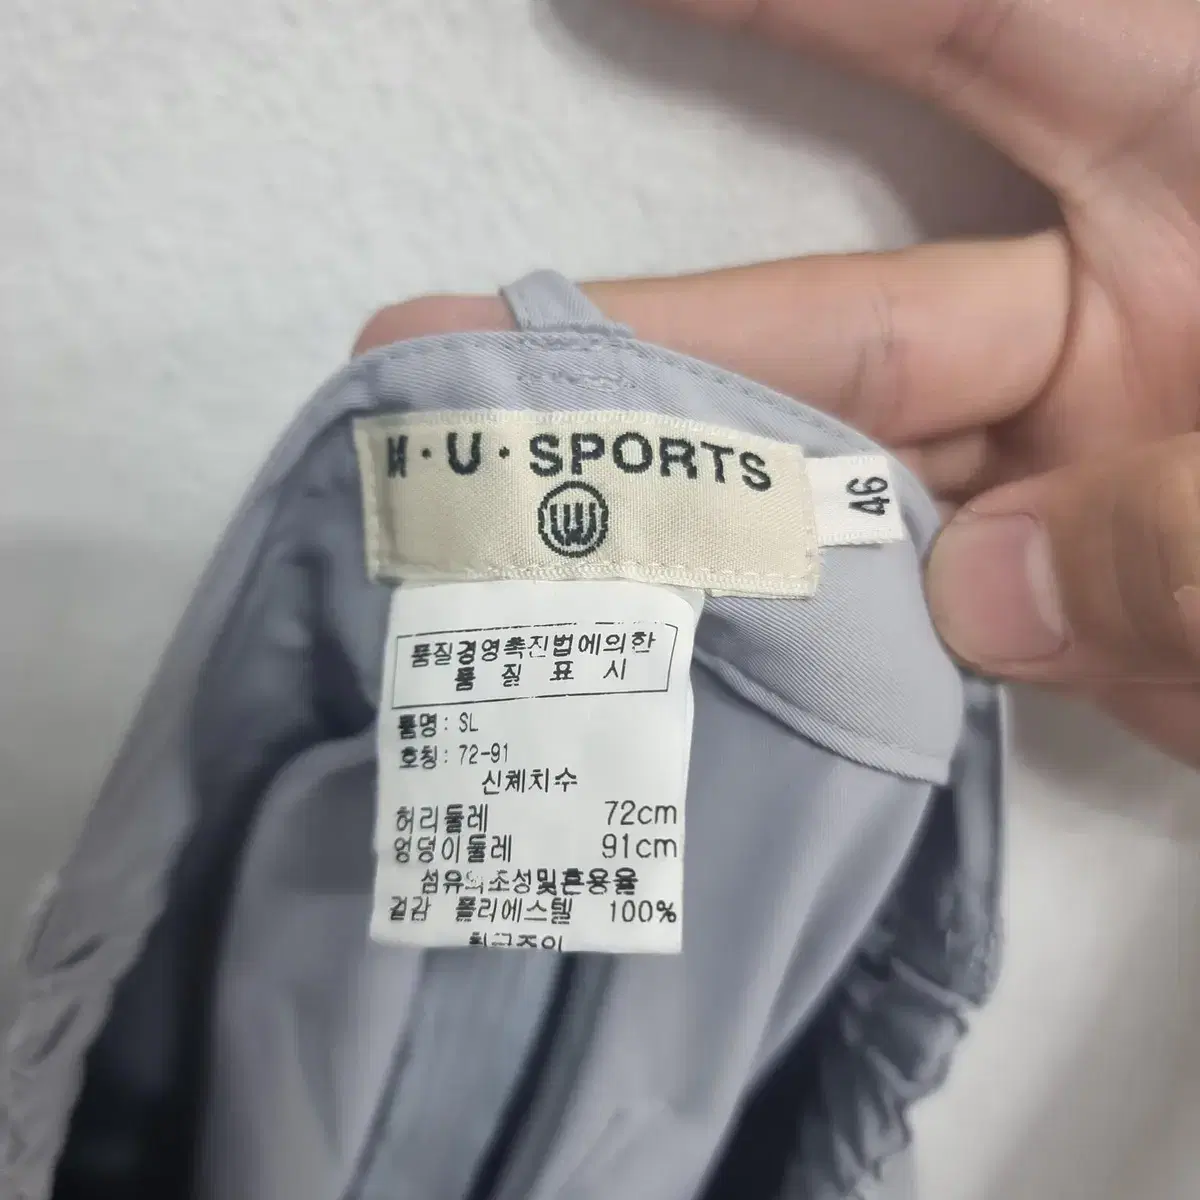 · U · SPORTS
46
품질경영촉진법에의한
품 질 표 시
품명 : SL
호칭 : 72-91
신체치수
허리둘레 72cm
엉덩이둘레 91cm
섬유의조성및혼용율
겉감 폴리에스텔 100%